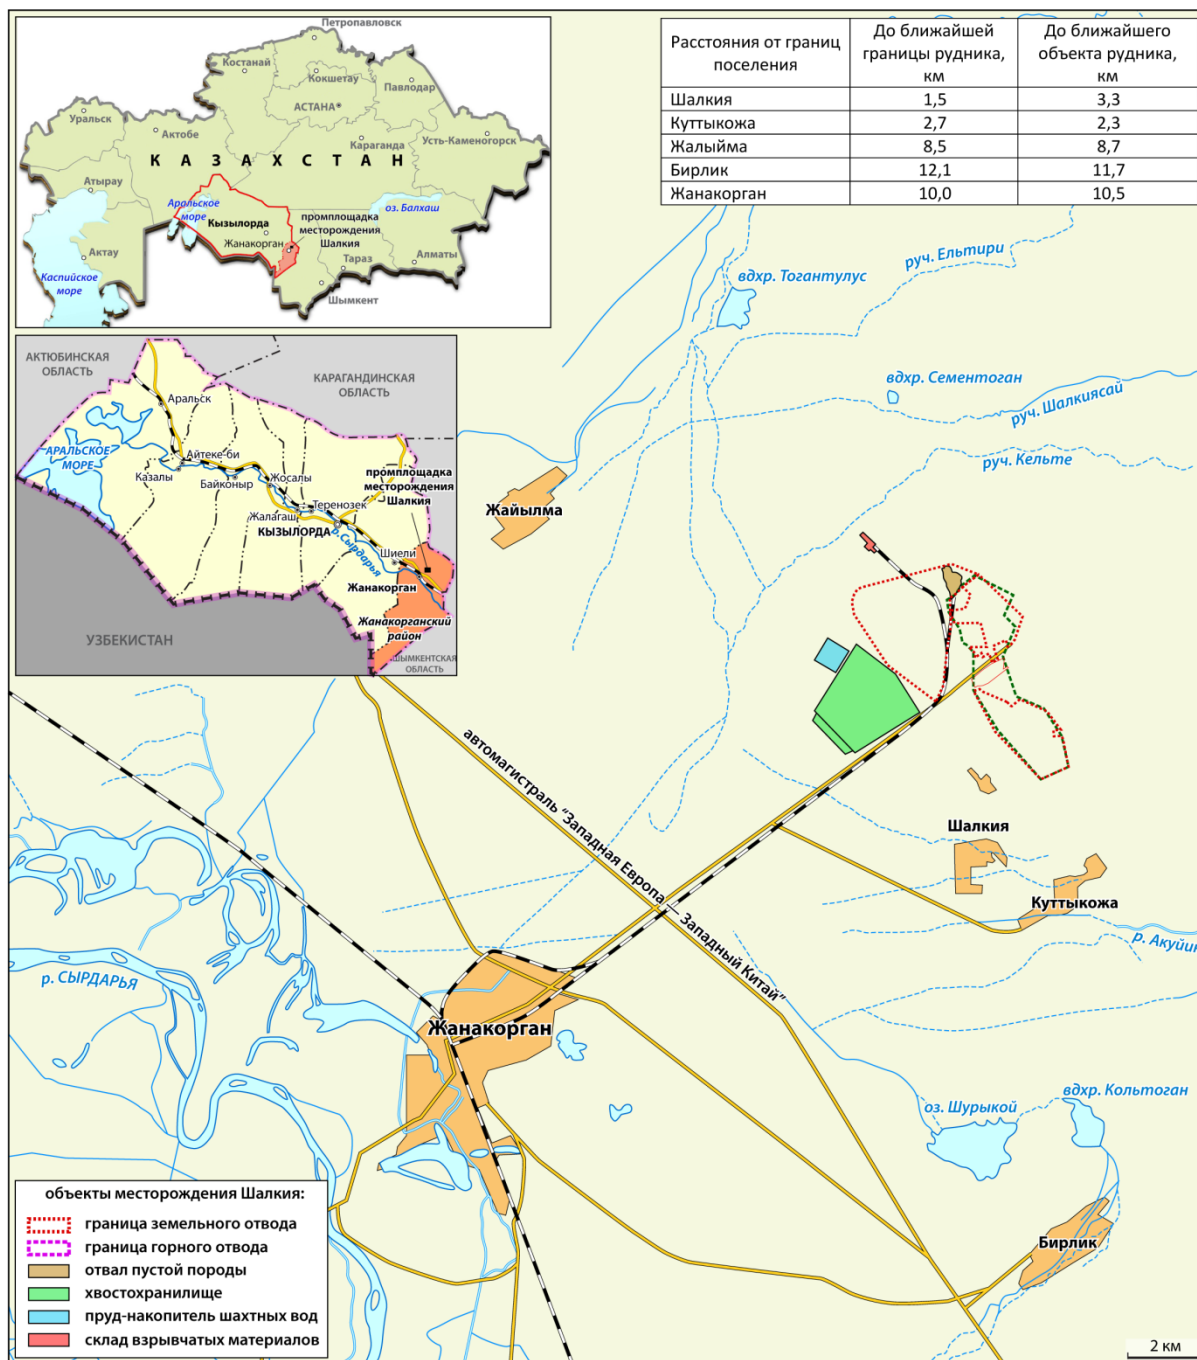 Петропавловск
Костанай
Кокшетау
Павлодар
АСТАНА
Уральск
Актобе
Караганда
Усть-Каменогорск
КАЗАХСТАН
Атырау
Аральское
море
оз. Балхаш
Кызылорда
промплощадка
месторождения
Шалкия
Жанакорган
Актау
Тараз
Алматы
Каспийское
море
Шымкент
Расстояния от границ поселения | До ближайшей границы рудника, км | До ближайшего объекта рудника, км
Шалкия 1,5 3,3
Куттыкожа 2,7 2,3
Жалыйма 8,5 8,7
Бирлик 12,1 11,7
Жанакорган 10,0 10,5
АКТЮБИНСКАЯ
ОБЛАСТЬ
КАРАГАНДИНСКАЯ
ОБЛАСТЬ
Аральск
АРАЛЬСКОЕ
МОРЕ
Айтеке-би
Казалы
Байконыр
Жосалы
промплощадка
месторождения
Шалкия
Теренозек
Жалагаш
КЫЗЫЛОРДА
р.Сырдарья
Шиели
Жанакорган
Жанакорганский
район
УЗБЕКИСТАН
ШЫМКЕНТСКАЯ
ОБЛАСТЬ
руч. Ельтири
вдхр. Тогантулус
вдхр. Сементоган
руч. Шалкиясай
руч. Кельте
Жайылма
автомагистраль "Западная Европа — Западный Китай"
Шалкия
Куттыкожа
р. Акуйик
р. СЫРДАРЬЯ
Жанакорган
оз. Шурыкой
вдхр. Кольтоган
Бирлик
объекты месторождения Шалкия:
граница земельного отвода
граница горного отвода
отвал пустой породы
хвостохранилище
пруд-накопитель шахтных вод
склад взрывчатых материалов
2 км